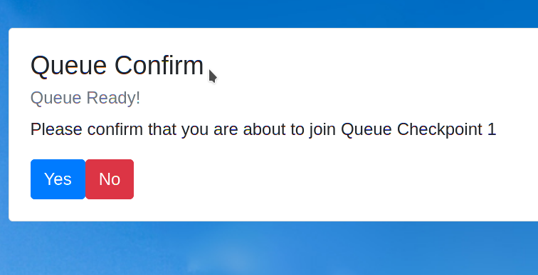 Queue Confirm
Queue Ready!
Please confirm that you are about to join Queue Checkpoint 1
Yes No